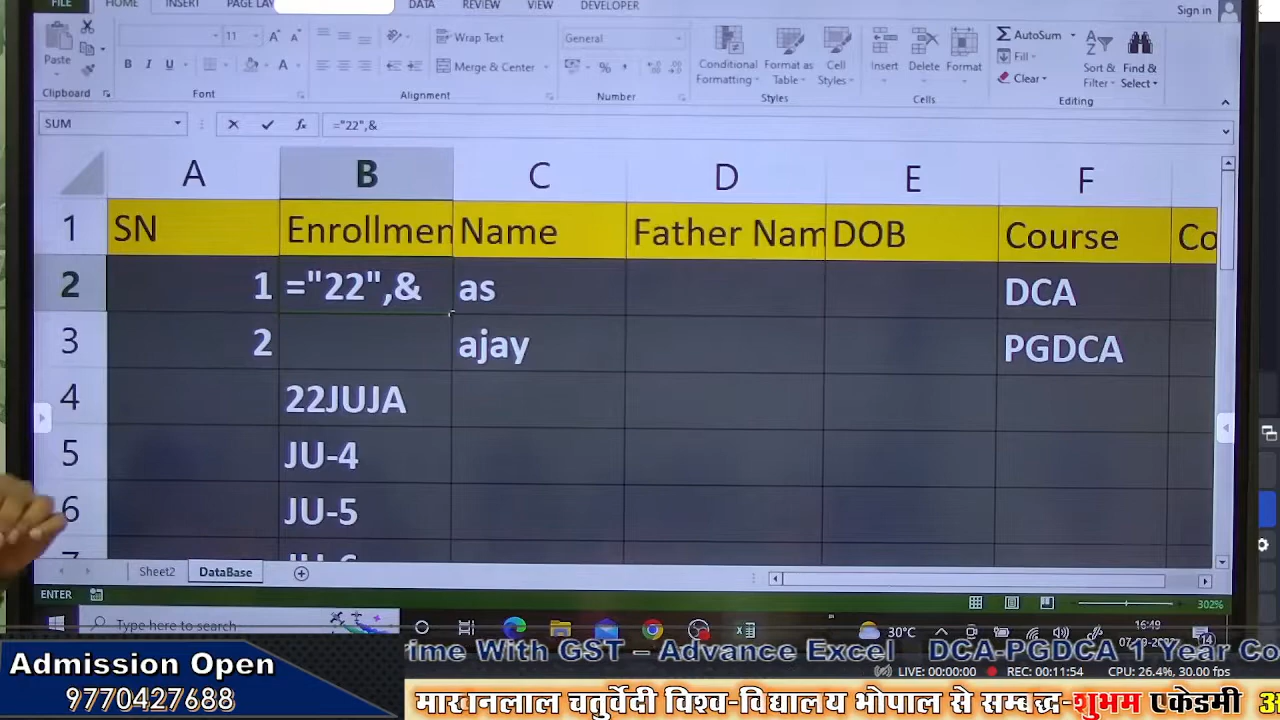 FILE HOME INSERT PAGE LAY DATA REVIEW VIEW DEVELOPER Sign in
Paste 11 A A Wrap Text General Conditional Formatting Format as Table Cell Styles Insert Delete Format AutoSum Fill Clear Sort & Filter Find & Select
B I U A Merge & Center % ,
Clipboard Font Alignment Number Styles Cells Editing
SUM fx ="22",&
A B C D E F
1 SN Enrollmen Name Father Nam DOB Course Co
2 1 ="22",& as DCA
3 2 ajay PGDCA
4 22JUJA
5 JU-4
6 JU-5
7 JU-6
Sheet2 DataBase
ENTER 302%
Type here to search 30°C 16:49
14
ime With GST – Advance Excel DCA-PGDCA 1 Year Co
LIVE: 00:00:00 REC: 00:11:54 CPU: 26.4%, 30.00 fps
Admission Open
9770427688
माखनलाल चतुर्वेदी विश्व-विद्यालय भोपाल से सम्बद्ध-शुभम एकेडमी